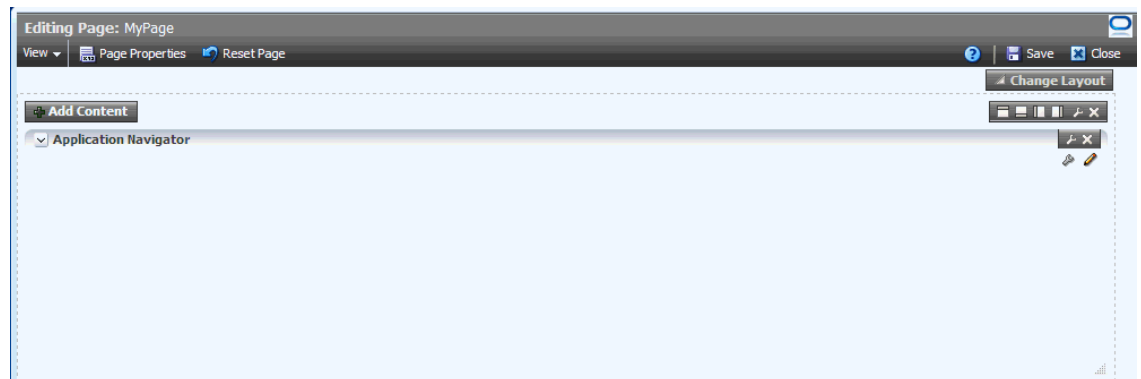 Editing Page: MyPage
View Page Properties Reset Page Save Close
Change Layout
Add Content
Application Navigator